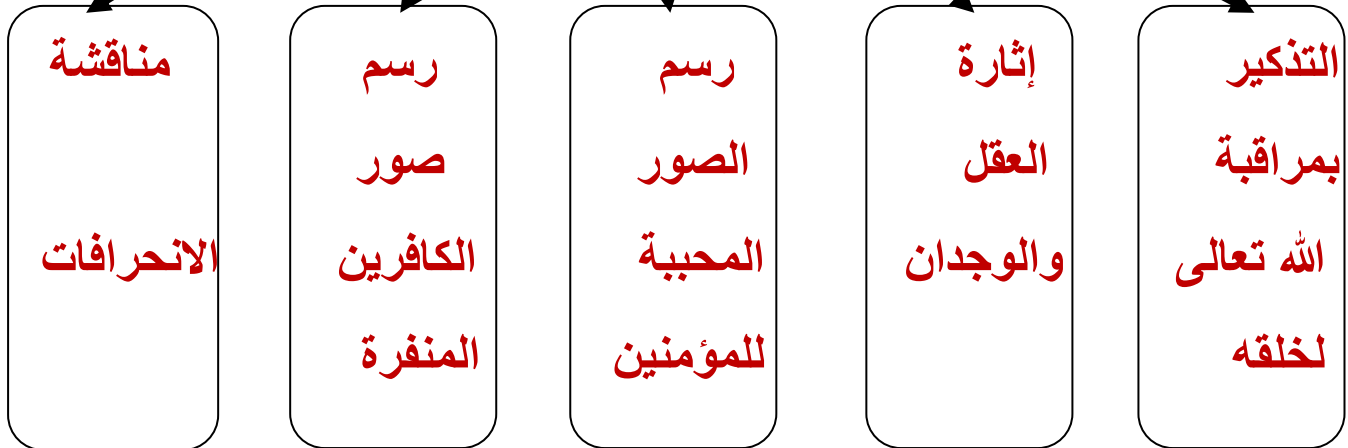 التذكير
بمراقبة
الله تعالى
لخلقه
إثارة
العقل
والوجدان
رسم
الصور
المحببة
للمؤمنين
رسم
صور
الكافرين
المنفرة
مناقشة
الانحرافات